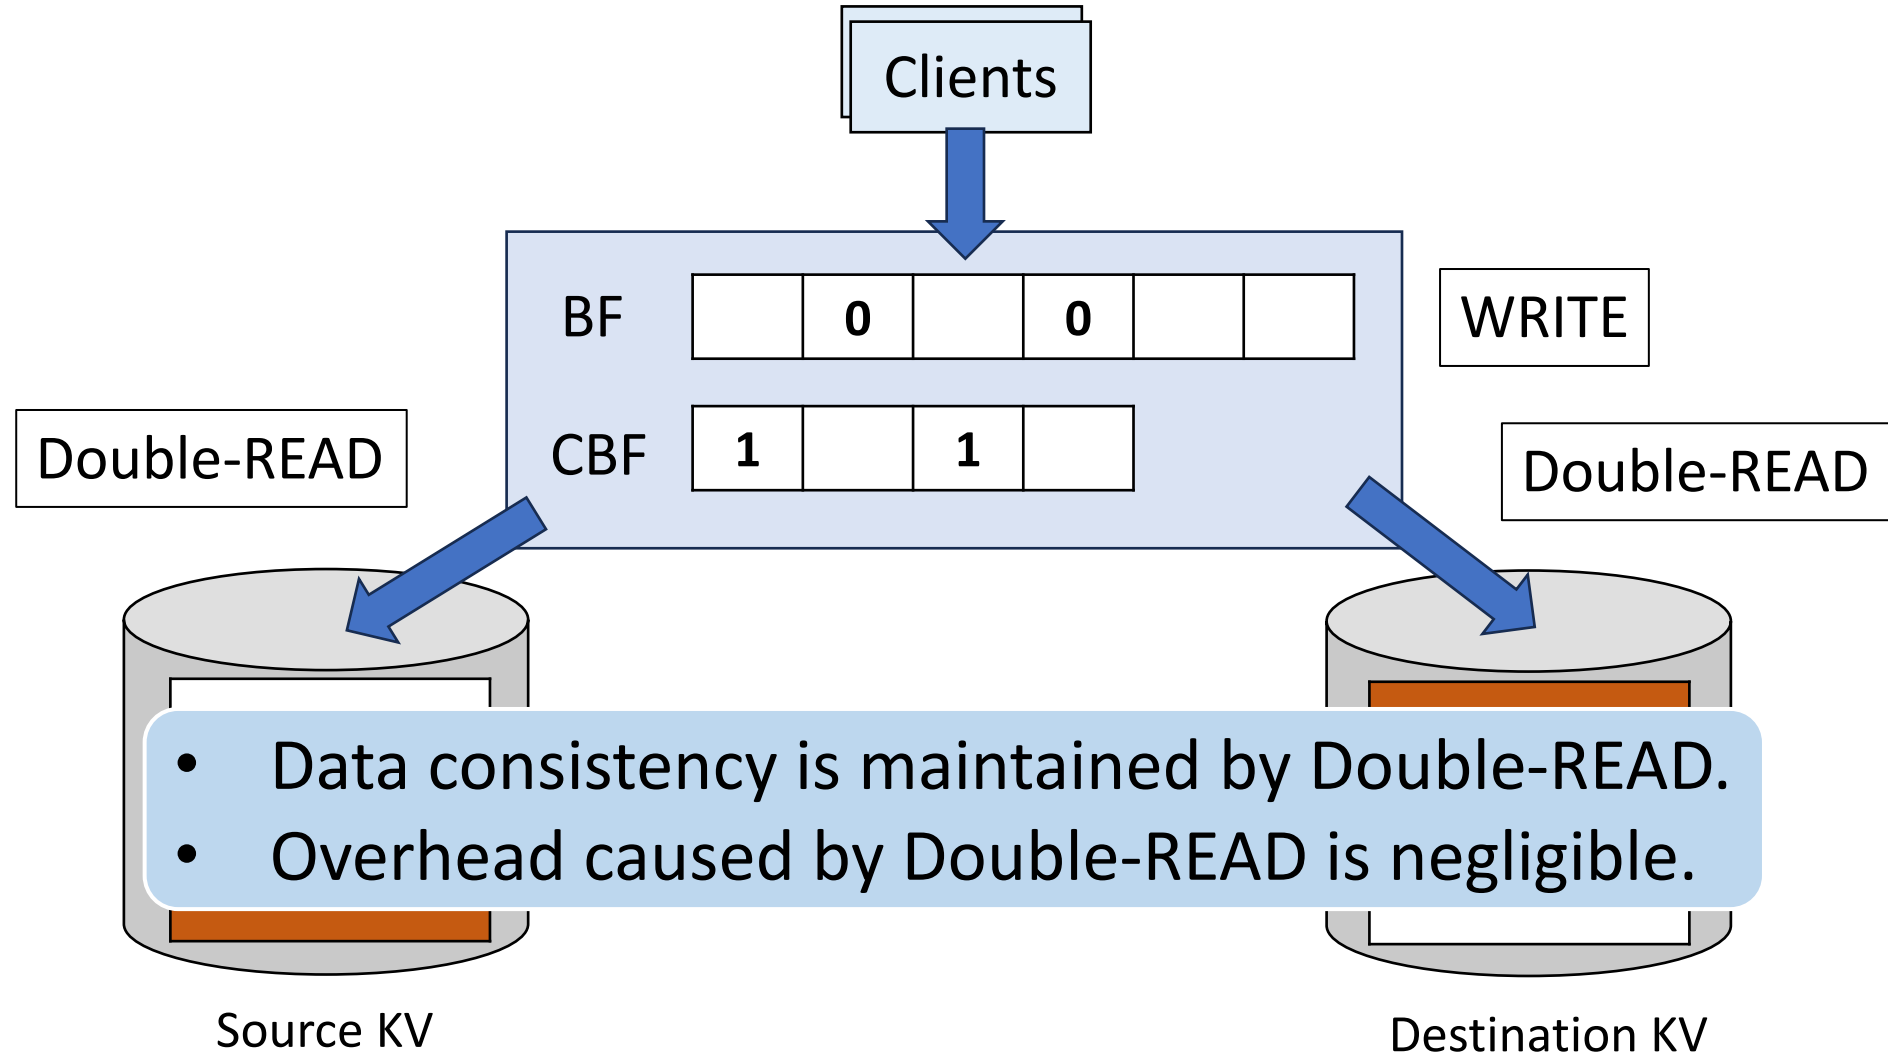 Clients
BF 0 0
WRITE
Double-READ
CBF 1 1
Double-READ
• Data consistency is maintained by Double-READ.
• Overhead caused by Double-READ is negligible.
Source KV
Destination KV